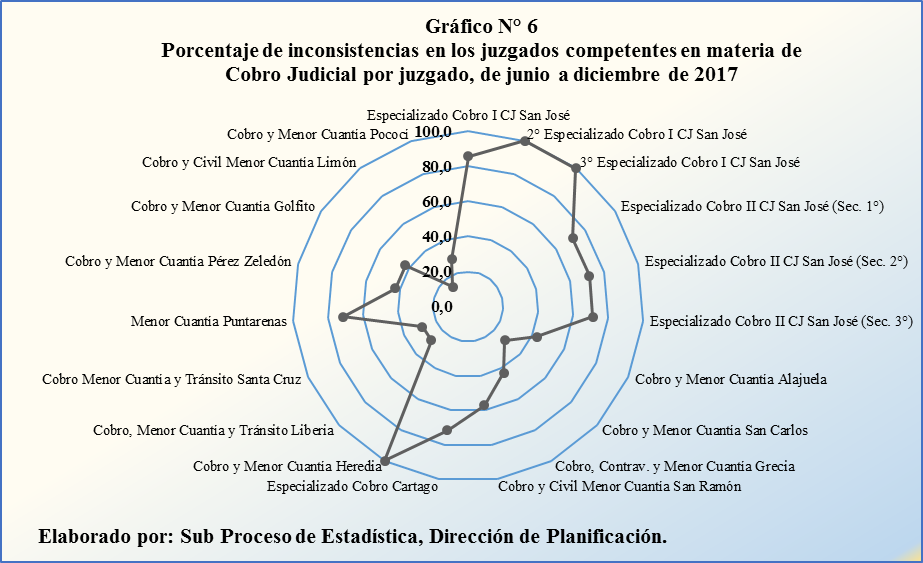 Gráfico N° 6
Porcentaje de inconsistencias en los juzgados competentes en materia de
Cobro Judicial por juzgado, de junio a diciembre de 2017
Especializado Cobro I CJ San José
2° Especializado Cobro I CJ San José
3° Especializado Cobro I CJ San José
Especializado Cobro II CJ San José (Sec. 1°)
Especializado Cobro II CJ San José (Sec. 2°)
Especializado Cobro II CJ San José (Sec. 3°)
Cobro y Menor Cuantía Alajuela
Cobro y Menor Cuantía San Carlos
Cobro, Contrav. y Menor Cuantía Grecia
Cobro y Civil Menor Cuantía San Ramón
Especializado Cobro Cartago
Cobro y Menor Cuantía Heredia
Cobro, Menor Cuantía y Tránsito Liberia
Cobro Menor Cuantía y Tránsito Santa Cruz
Menor Cuantía Puntarenas
Cobro y Menor Cuantía Pérez Zeledón
Cobro y Menor Cuantía Golfito
Cobro y Civil Menor Cuantía Limón
Cobro y Menor Cuantía Pococí
100,0
80,0
60,0
40,0
20,0
0,0
Elaborado por: Sub Proceso de Estadística, Dirección de Planificación.